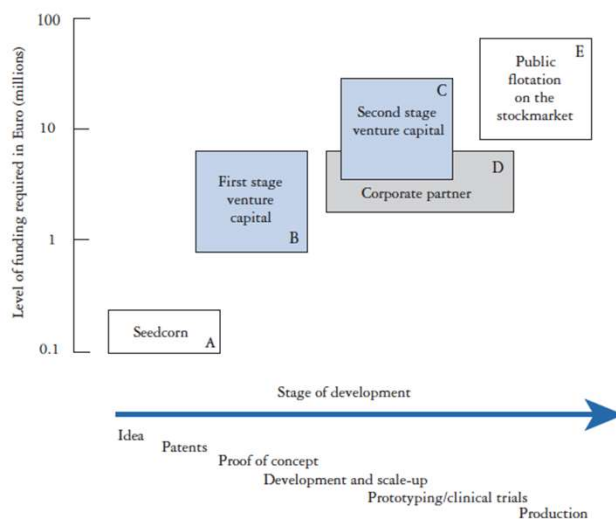 Level of funding required in Euro (millions)
100
10
1
0.1
E
Public
flotation
on the
stockmarket
C
Second stage
venture capital
D
Corporate partner
First stage
venture
capital
B
Seedcorn
A
Stage of development
Idea
Patents
Proof of concept
Development and scale-up
Prototyping/clinical trials
Production